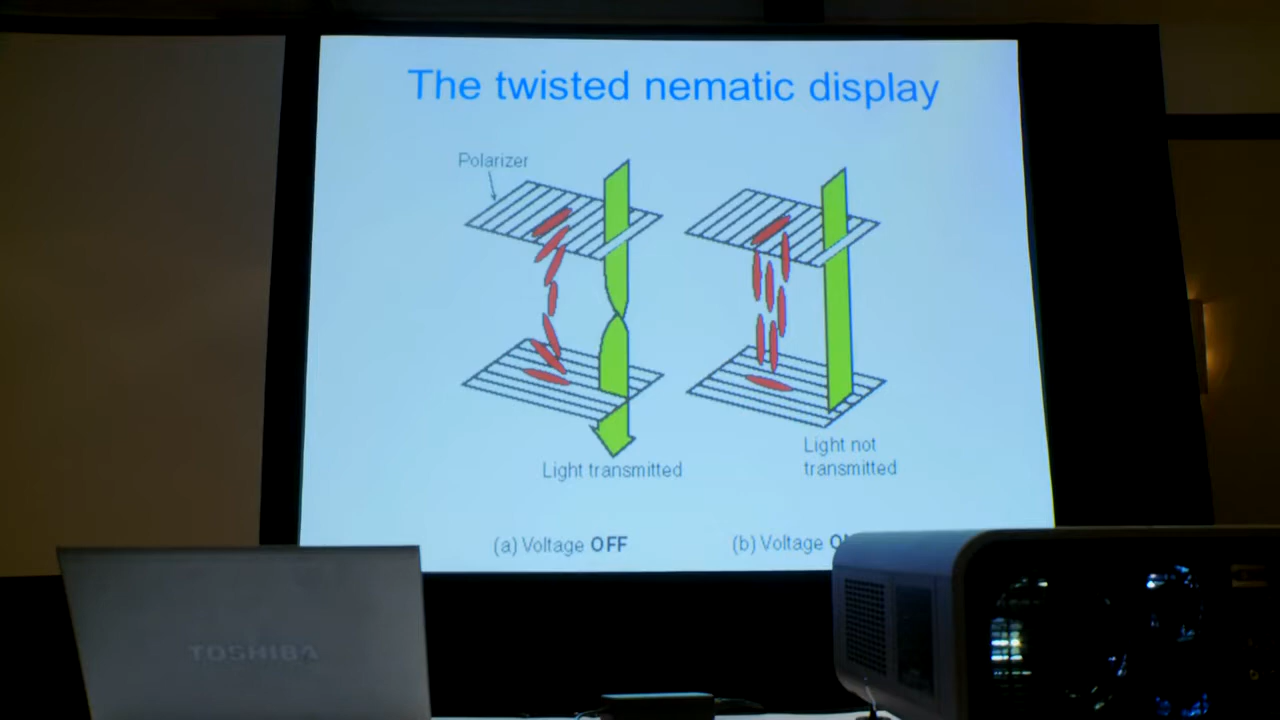 The twisted nematic display
Polarizer
Light transmitted
Light not
transmitted
(a) Voltage OFF
(b) Voltage
TOSHIBA